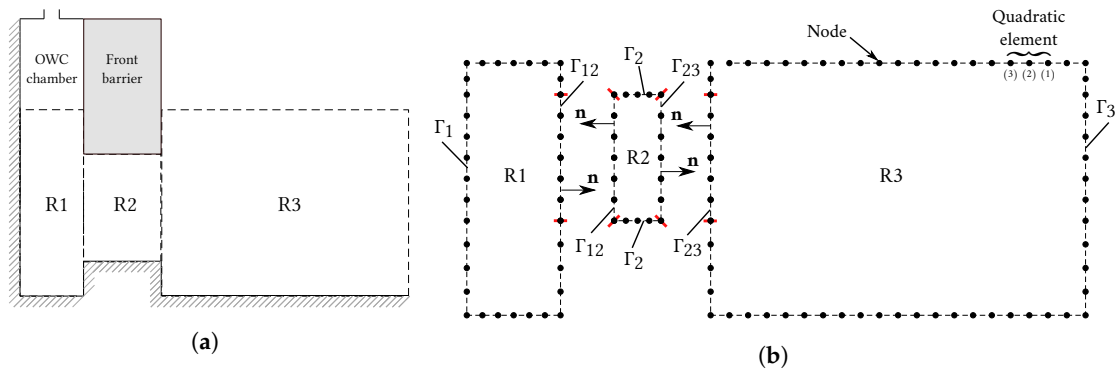 OWC
chamber
Front
barrier
R1
R2
R3
(a)
Quadratic
element
Node
(3) (2) (1)
Γ2
Γ12
Γ23
Γ1
Γ3
n
n
R1
R2
R3
n
n
Γ12
Γ2
Γ23
(b)